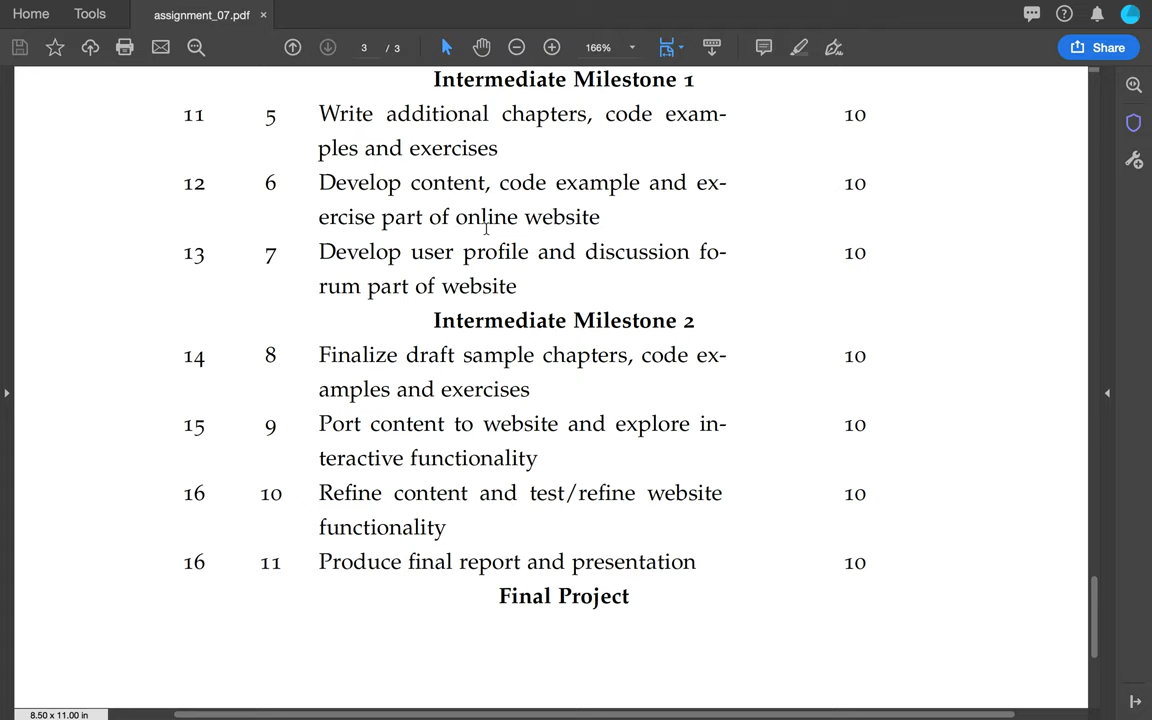 Home Tools assignment_07.pdf ×
3 / 3 166% Share
Intermediate Milestone 1
11 5 Write additional chapters, code exam- 10
ples and exercises
12 6 Develop content, code example and ex- 10
ercise part of online website
13 7 Develop user profile and discussion fo- 10
rum part of website
Intermediate Milestone 2
14 8 Finalize draft sample chapters, code ex- 10
amples and exercises
15 9 Port content to website and explore in- 10
teractive functionality
16 10 Refine content and test/refine website 10
functionality
16 11 Produce final report and presentation 10
Final Project
8.50 x 11.00 in